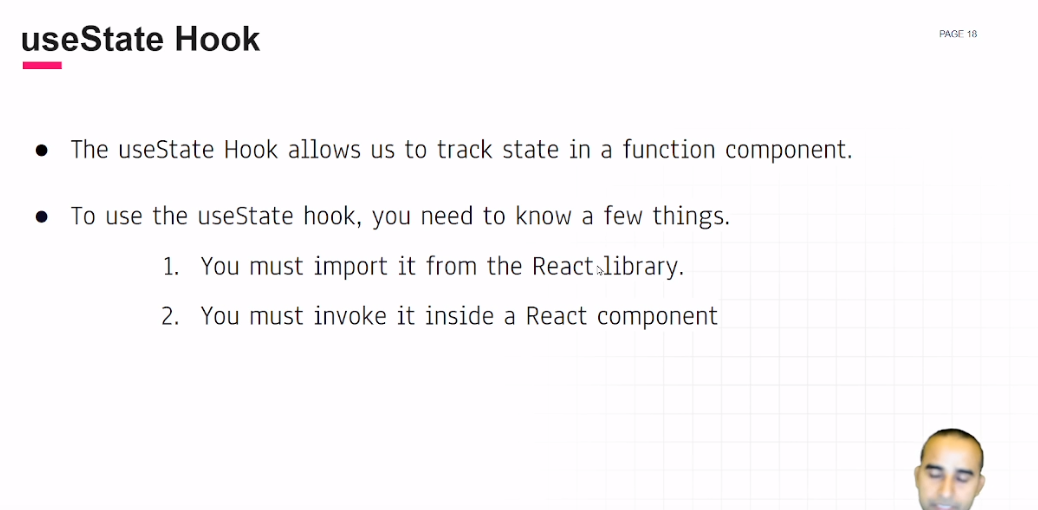 useState Hook
PAGE 18
● The useState Hook allows us to track state in a function component.
● To use the useState hook, you need to know a few things.
1. You must import it from the React library.
2. You must invoke it inside a React component